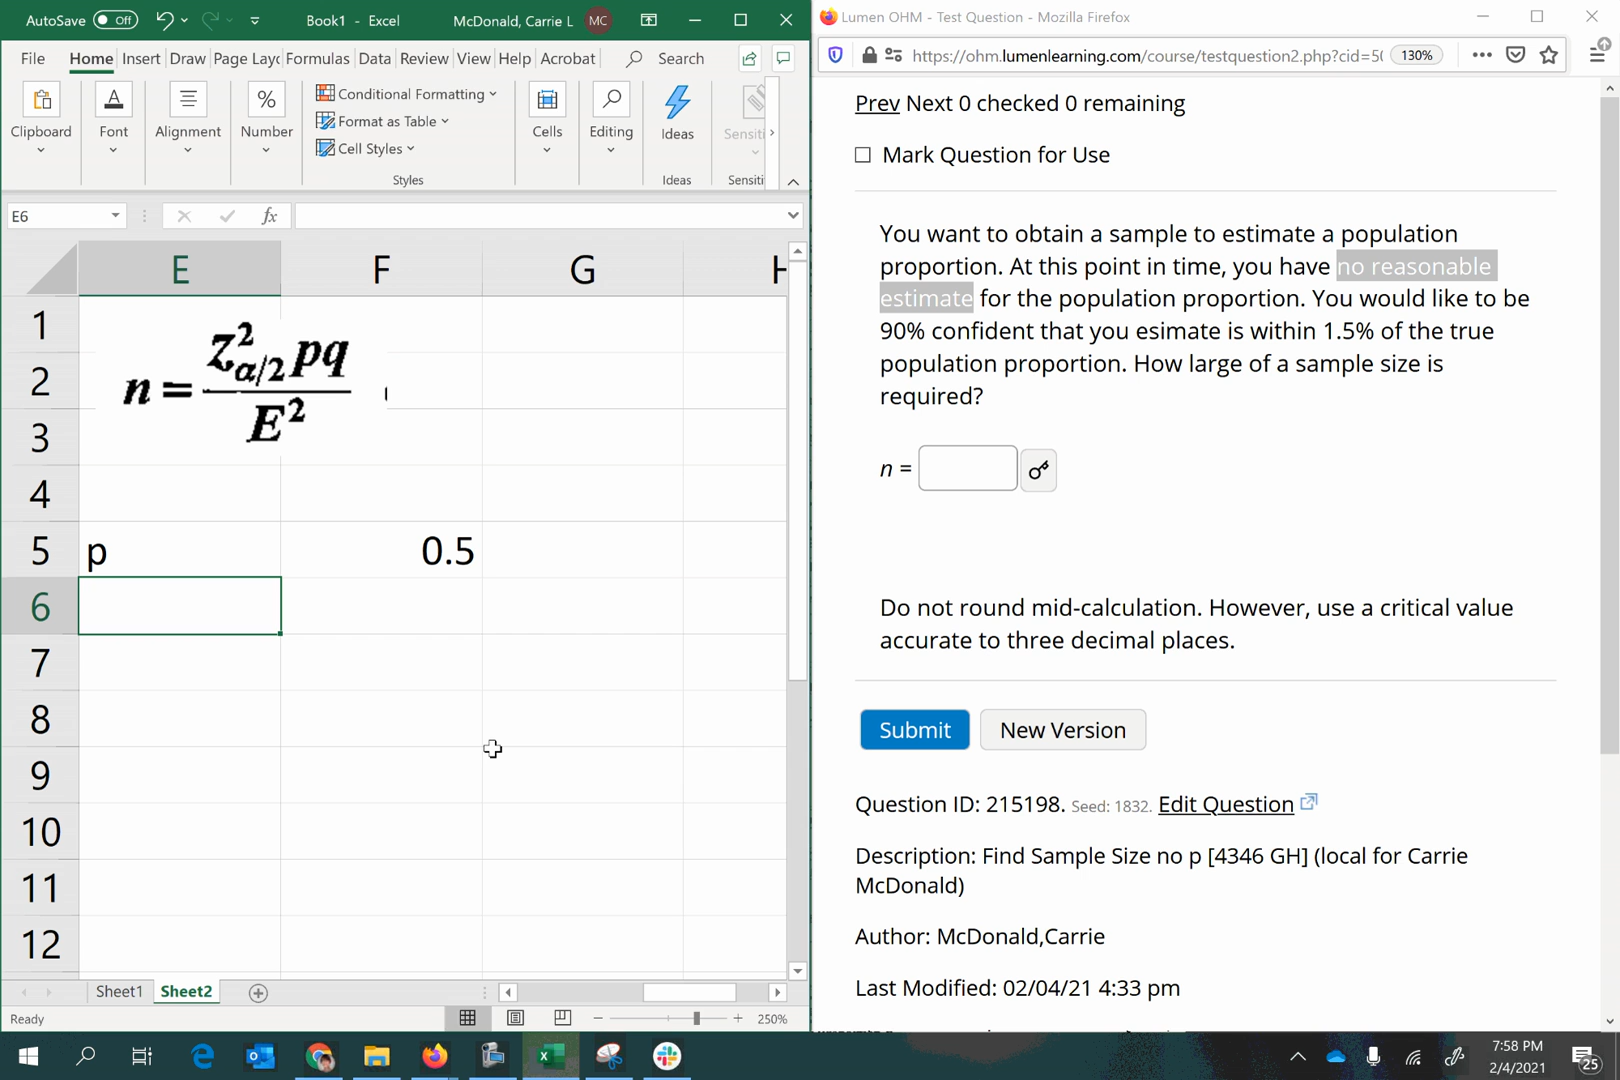 AutoSave Off Book1 - Excel McDonald, Carrie L MC
File Home Insert Draw Page Layc Formulas Data Review View Help Acrobat Search
Clipboard Font Alignment % Number Conditional Formatting Format as Table Cell Styles Cells Editing Ideas Sensiti
Styles Ideas Sensiti
E6 fx
E F G H
1
2
3
n = z²α/2 pq / E²
4
5 p 0.5
6
7
8
9
10
11
12
Sheet1 Sheet2
Ready 250%
Lumen OHM - Test Question - Mozilla Firefox
https://ohm.lumenlearning.com/course/testquestion2.php?cid=5( 130%
Prev Next 0 checked 0 remaining
Mark Question for Use
You want to obtain a sample to estimate a population
proportion. At this point in time, you have no reasonable
estimate for the population proportion. You would like to be
90% confident that you esimate is within 1.5% of the true
population proportion. How large of a sample size is
required?
n =
Do not round mid-calculation. However, use a critical value
accurate to three decimal places.
Submit New Version
Question ID: 215198. Seed: 1832. Edit Question
Description: Find Sample Size no p [4346 GH] (local for Carrie
McDonald)
Author: McDonald,Carrie
Last Modified: 02/04/21 4:33 pm
7:58 PM
2/4/2021
25